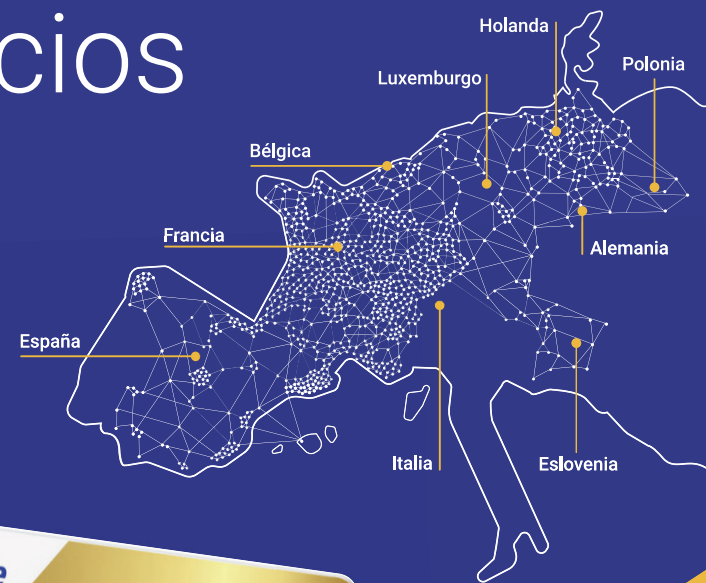 cios
Holanda
Polonia
Luxemburgo
Bélgica
Francia
Alemania
España
Italia
Eslovenia